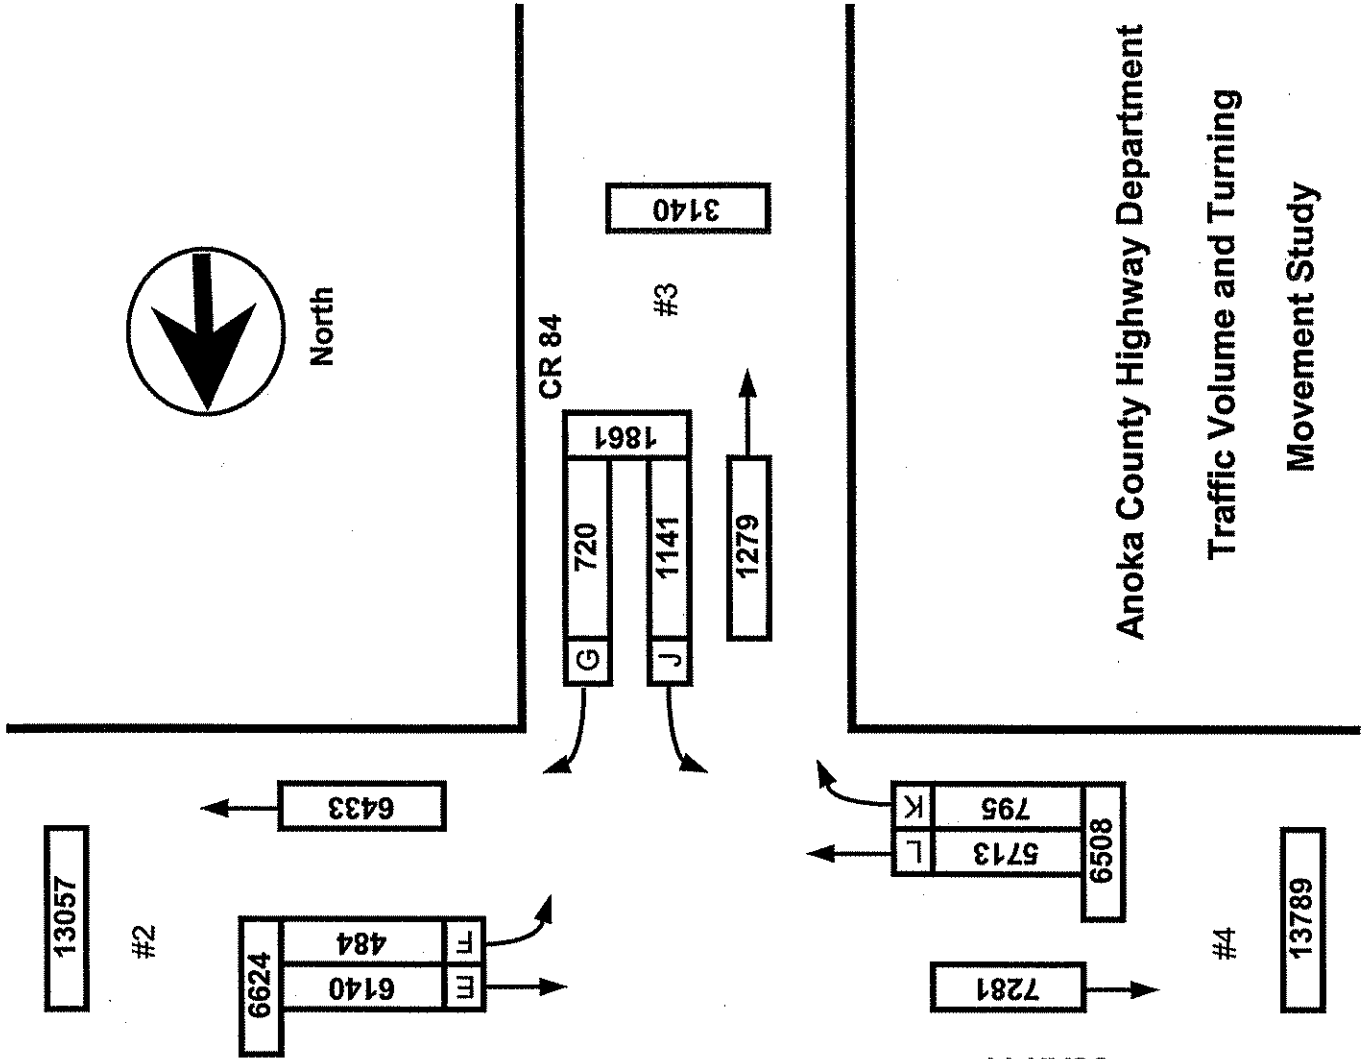 13057
#2
6433
6624
484
F
6140
E
North
CR 84
1861
720
G
1141
J
1279
#3
3140
K
795
L
5713
6508
7281
#4
13789
Anoka County Highway Department
Traffic Volume and Turning
Movement Study